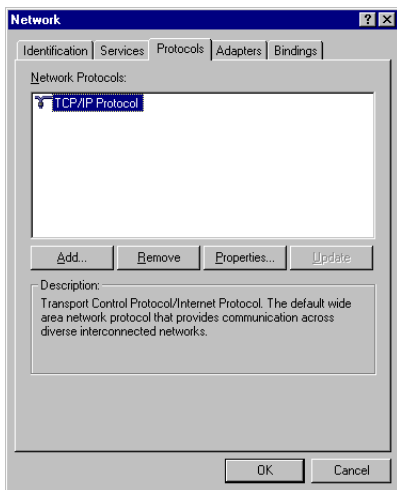 Network
Identification Services Protocols Adapters Bindings
Network Protocols:
TCP/IP Protocol
Add... Remove Properties... Update
Description:
Transport Control Protocol/Internet Protocol. The default wide
area network protocol that provides communication across
diverse interconnected networks.
OK Cancel